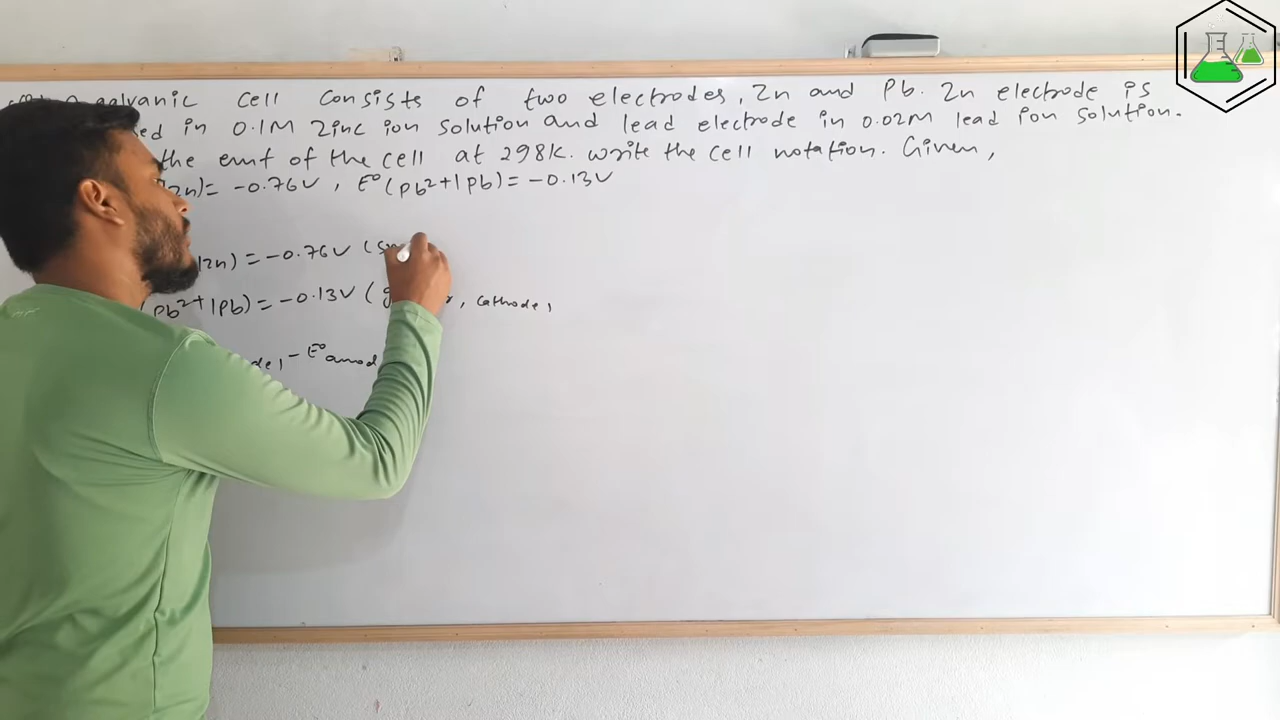 galvanic cell consists of two electrodes, Zn and Pb. Zn electrode is
in 0.1M zinc ion solution and lead electrode in 0.02M lead ion solution.
the emf of the cell at 298K. write the cell notation. Given,
Zn) = -0.76V, E°(Pb²+|Pb) = -0.13V
|Zn) = -0.76V (
(Pb²+|Pb) = -0.13V ( , cathode,
- E°anod